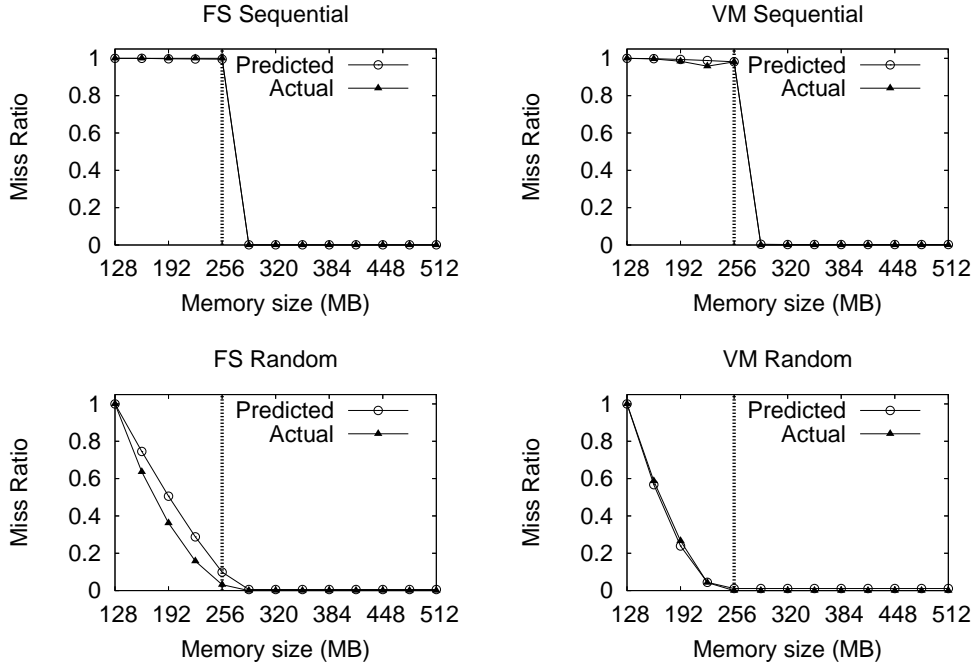 FS Sequential
Miss Ratio
1
0.8
0.6
0.4
0.2
0
Predicted
Actual
128 192 256 320 384 448 512
Memory size (MB)
VM Sequential
Miss Ratio
1
0.8
0.6
0.4
0.2
0
Predicted
Actual
128 192 256 320 384 448 512
Memory size (MB)
FS Random
Miss Ratio
1
0.8
0.6
0.4
0.2
0
Predicted
Actual
128 192 256 320 384 448 512
Memory size (MB)
VM Random
Miss Ratio
1
0.8
0.6
0.4
0.2
0
Predicted
Actual
128 192 256 320 384 448 512
Memory size (MB)